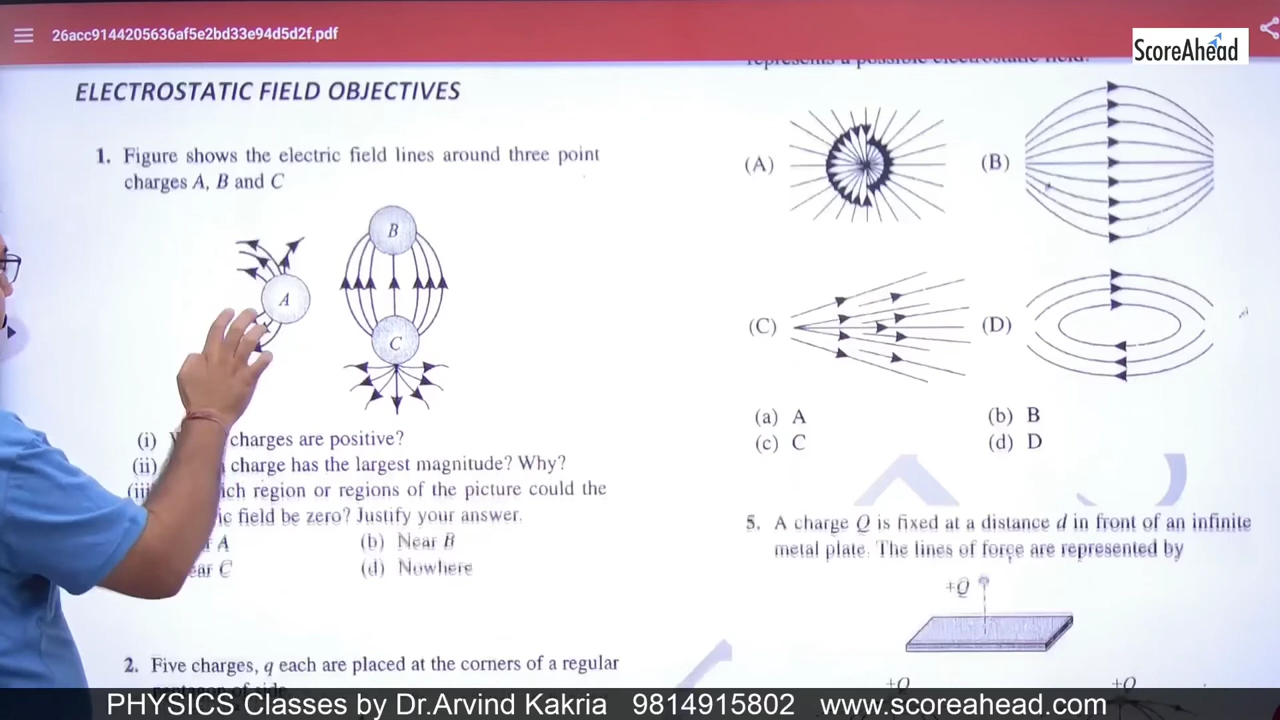 26acc9144205636af5e2bd33e94d5d2f.pdf
ScoreAhead
ELECTROSTATIC FIELD OBJECTIVES
1. Figure shows the electric field lines around three point
charges A, B and C
B
A
C
(i) charges are positive?
(ii) charge has the largest magnitude? Why?
region or regions of the picture could the
field be zero? Justify your answer.
A
(b) Near B
C
(d) Nowhere
2. Five charges, q each are placed at the corners of a regular
represents a possible electrostatic field.
(A)
(B)
(C)
(D)
(a) A
(b) B
(c) C
(d) D
5. A charge Q is fixed at a distance d in front of an infinite
metal plate. The lines of force are represented by
+Q
+Q
+Q
PHYSICS Classes by Dr.Arvind Kakria 9814915802 www.scoreahead.com